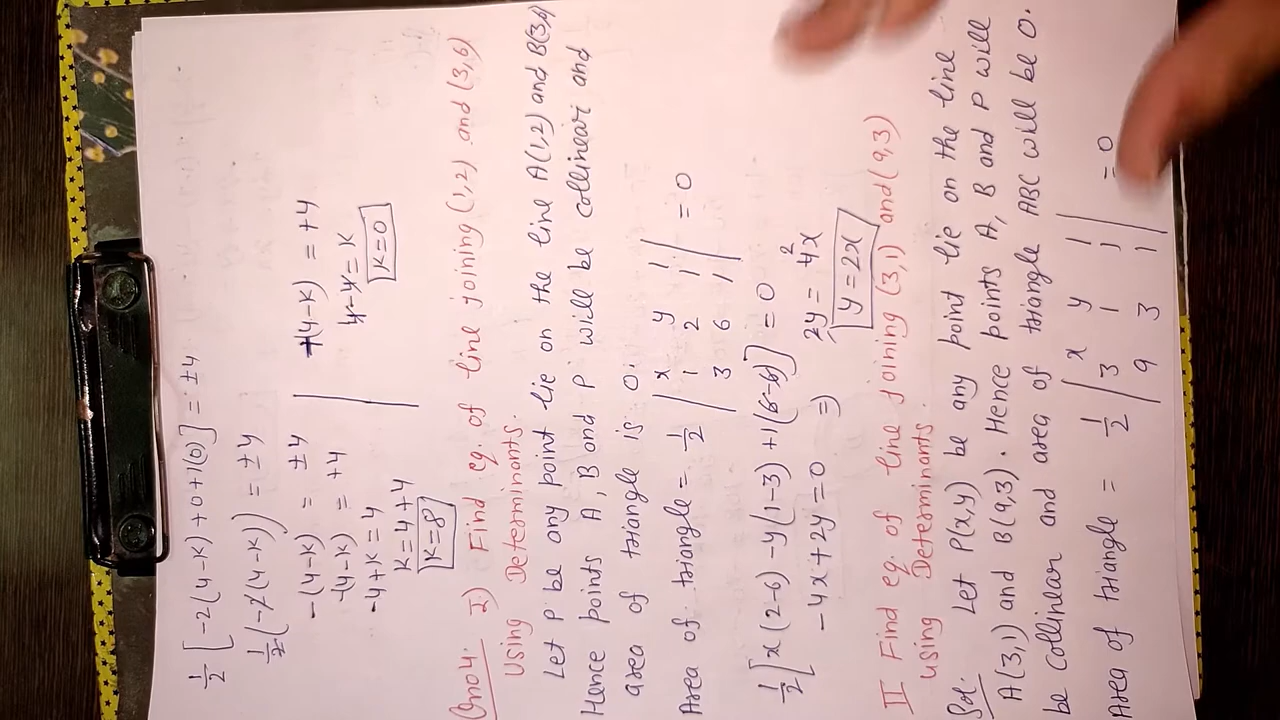 1/2 [-2(4-K)+0+1(0)] = ±4
1/2 (-2(4-K)) = ±4
-(4-K) = ±4
-(4-K) = +4
-4+K = 4
K = 4+4
K=8
+(4-K) = +4
4-4=K
K=0
Qno4. I) Find eq. of line joining (1,2) and (3,6)
Using Determinants.
Let P be any point lie on the line A(1,2) and B(3,6)
Hence points A, B and P will be collinear and
area of triangle is 0.
Area of triangle = 1/2 | x y 1 |
| 1 2 1 | = 0
| 3 6 1 |
1/2 [x(2-6) -y(1-3) +1(6-6)] = 0
-4x+2y=0 ⇒ 2y = 4x
2
y=2x
II Find eq. of line joining (3,1) and (9,3)
using Determinants
Sol. Let P(x,y) be any point lie on the line
A(3,1) and B(9,3). Hence points A, B and P will
be collinear and area of triangle ABC will be 0.
Area of triangle = 1/2 | x y 1 |
| 3 1 1 | = 0
| 9 3 1 |